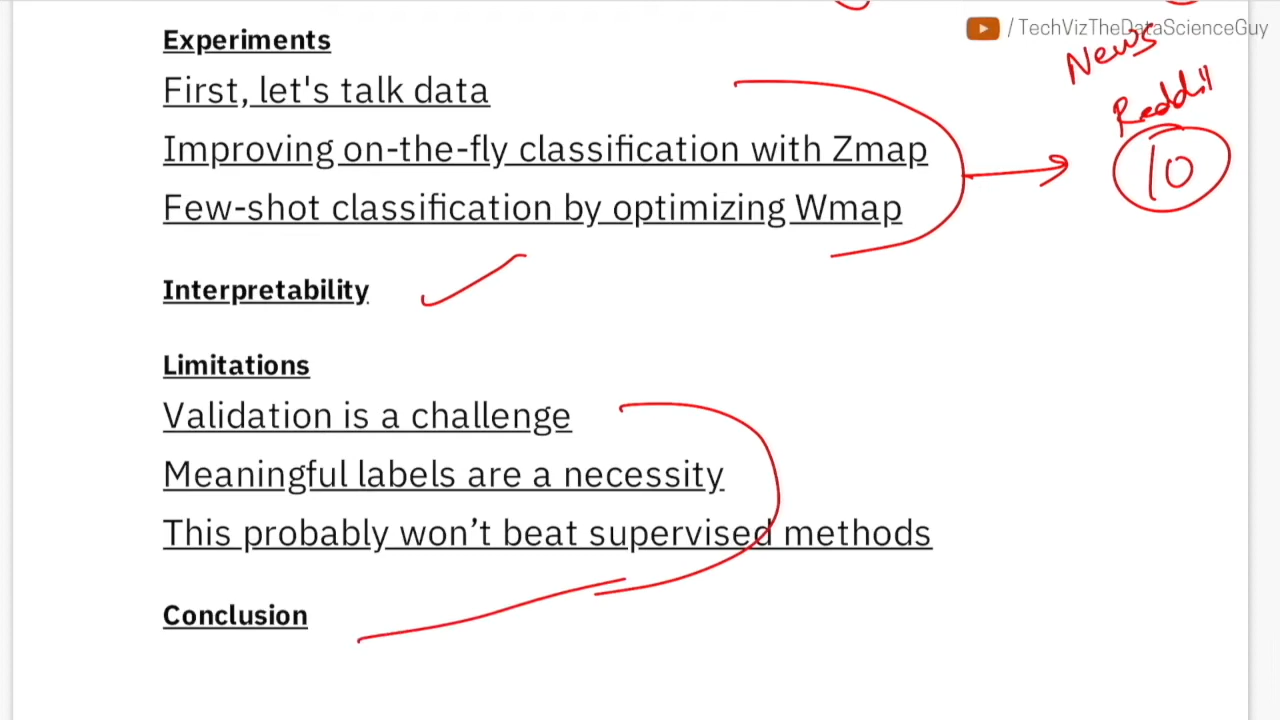 / TechVizTheDataScienceGuy
Experiments
First, let's talk data
Improving on-the-fly classification with Zmap
Few-shot classification by optimizing Wmap
News
Reddit
10
Interpretability
Limitations
Validation is a challenge
Meaningful labels are a necessity
This probably won’t beat supervised methods
Conclusion